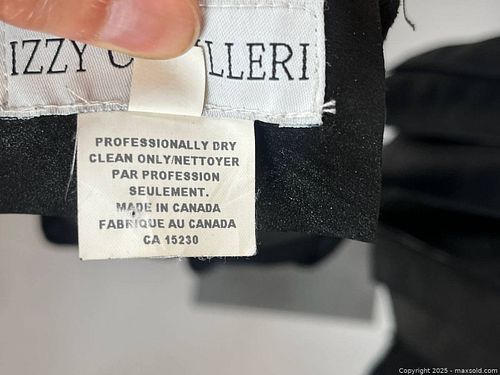 IZZY C LLERI
PROFESSIONALLY DRY
CLEAN ONLY/NETTOYER
PAR PROFESSION
SEULEMENT.
MADE IN CANADA
FABRIQUE AU CANADA
CA 15230
Copyright 2025 - maxsold.com